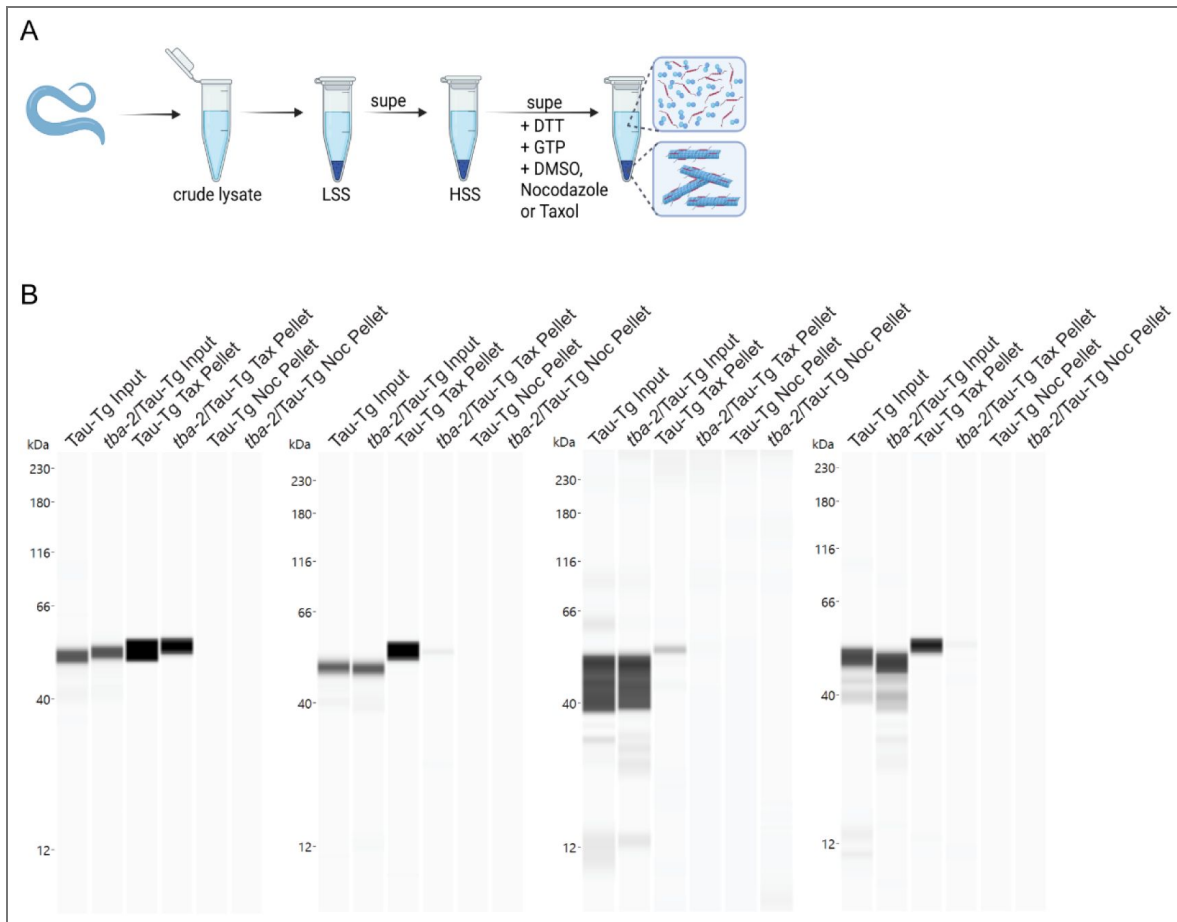 A
crude lysate
LSS
supe
HSS
supe
+ DTT
+ GTP
+ DMSO,
Nocodazole
or Taxol
B
kDa
Tau-Tg Input
tba-2/Tau-Tg Input
Tau-Tg Tax Pellet
tba-2/Tau-Tg Tax Pellet
Tau-Tg Noc Pellet
tba-2/Tau-Tg Noc Pellet
230-
180-
116-
66-
40-
12-
kDa
Tau-Tg Input
tba-2/Tau-Tg Input
Tau-Tg Tax Pellet
tba-2/Tau-Tg Tax Pellet
Tau-Tg Noc Pellet
tba-2/Tau-Tg Noc Pellet
230-
180-
116-
66-
40-
12-
kDa
Tau-Tg Input
tba-2/Tau-Tg Input
Tau-Tg Tax Pellet
tba-2/Tau-Tg Tax Pellet
Tau-Tg Noc Pellet
tba-2/Tau-Tg Noc Pellet
230-
180-
116-
66-
40-
12-
kDa
Tau-Tg Input
tba-2/Tau-Tg Input
Tau-Tg Tax Pellet
tba-2/Tau-Tg Tax Pellet
Tau-Tg Noc Pellet
tba-2/Tau-Tg Noc Pellet
230-
180-
116-
66-
40-
12-